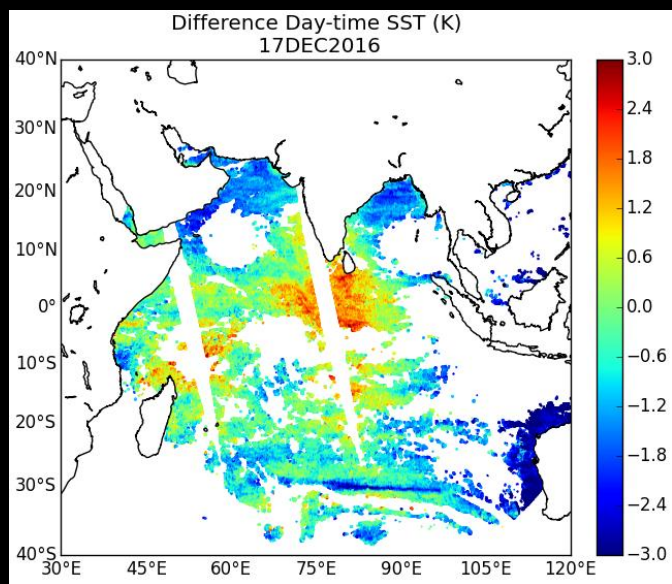 Difference Day-time SST (K)
17DEC2016
40°N
30°N
20°N
10°N
0°
10°S
20°S
30°S
40°S
30°E 45°E 60°E 75°E 90°E 105°E 120°E
3.0
2.4
1.8
1.2
0.6
0.0
−0.6
−1.2
−1.8
−2.4
−3.0